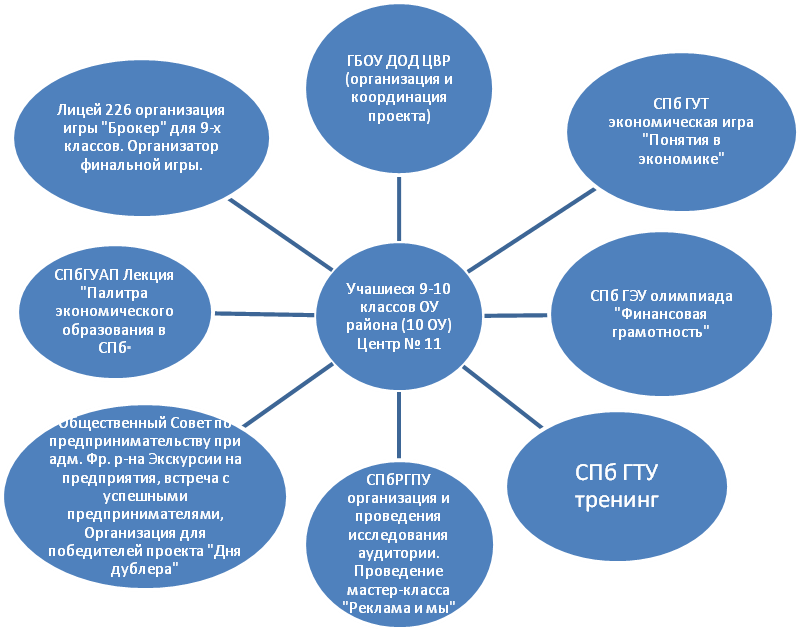 ГБОУ ДОД ЦВР
(организация и
координация
проекта)
СПб ГУТ
экономическая игра
"Понятия в
экономике"
СПб ГЭУ олимпиада
"Финансовая
грамотность"
СПб ГТУ
тренинг
СПбРГПУ
организация и
проведения
исследования
аудитории.
Проведение
мастер-класса
"Реклама и мы"
Общественный Совет по
предпринимательству при
адм. Фр. р-на Экскурсии на
предприятия, встреча с
успешными
предпринимателями,
Организация для
победителей проекта "Дня
дублера"
СПбГУАП Лекция
"Палитра
экономического
образования в
СПб"
Лицей 226 организация
игры "Брокер" для 9-х
классов. Организатор
финальной игры.
Учашиеся 9-10
классов ОУ
района (10 ОУ)
Центр № 11